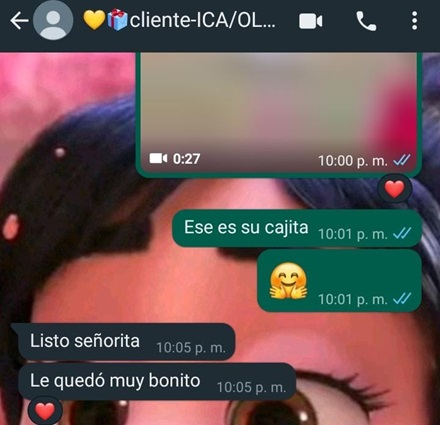 💛🎁cliente-ICA/OL...
0:27
10:00 p. m.
Ese es su cajita 10:01 p. m.
🤗 10:01 p. m.
Listo señorita 10:05 p. m.
Le quedó muy bonito 10:05 p. m.